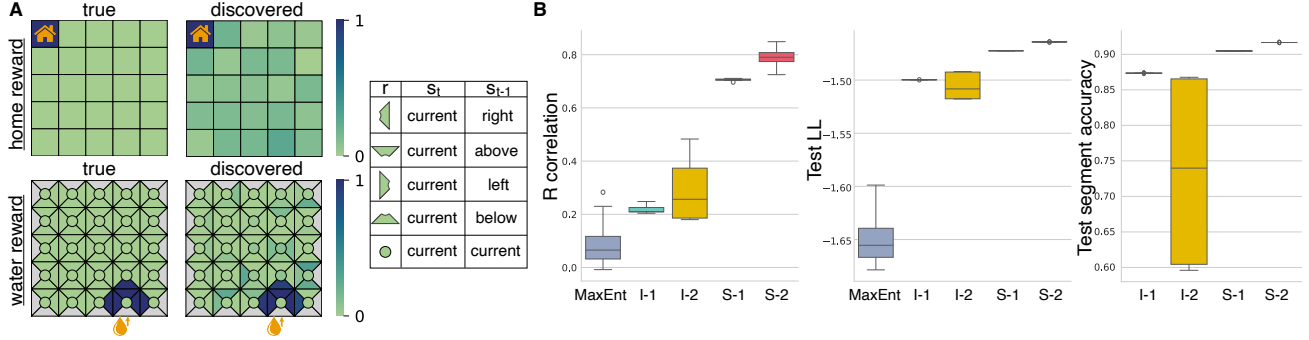 A
true
discovered
home reward
1
0
true
discovered
water reward
1
0
r st st-1
current right
current above
current left
current below
current current
B
R correlation
0.8
0.6
0.4
0.2
0.0
MaxEnt I-1 I-2 S-1 S-2
Test LL
−1.50
−1.55
−1.60
−1.65
MaxEnt I-1 I-2 S-1 S-2
Test segment accuracy
0.90
0.85
0.80
0.75
0.70
0.65
0.60
I-1 I-2 S-1 S-2